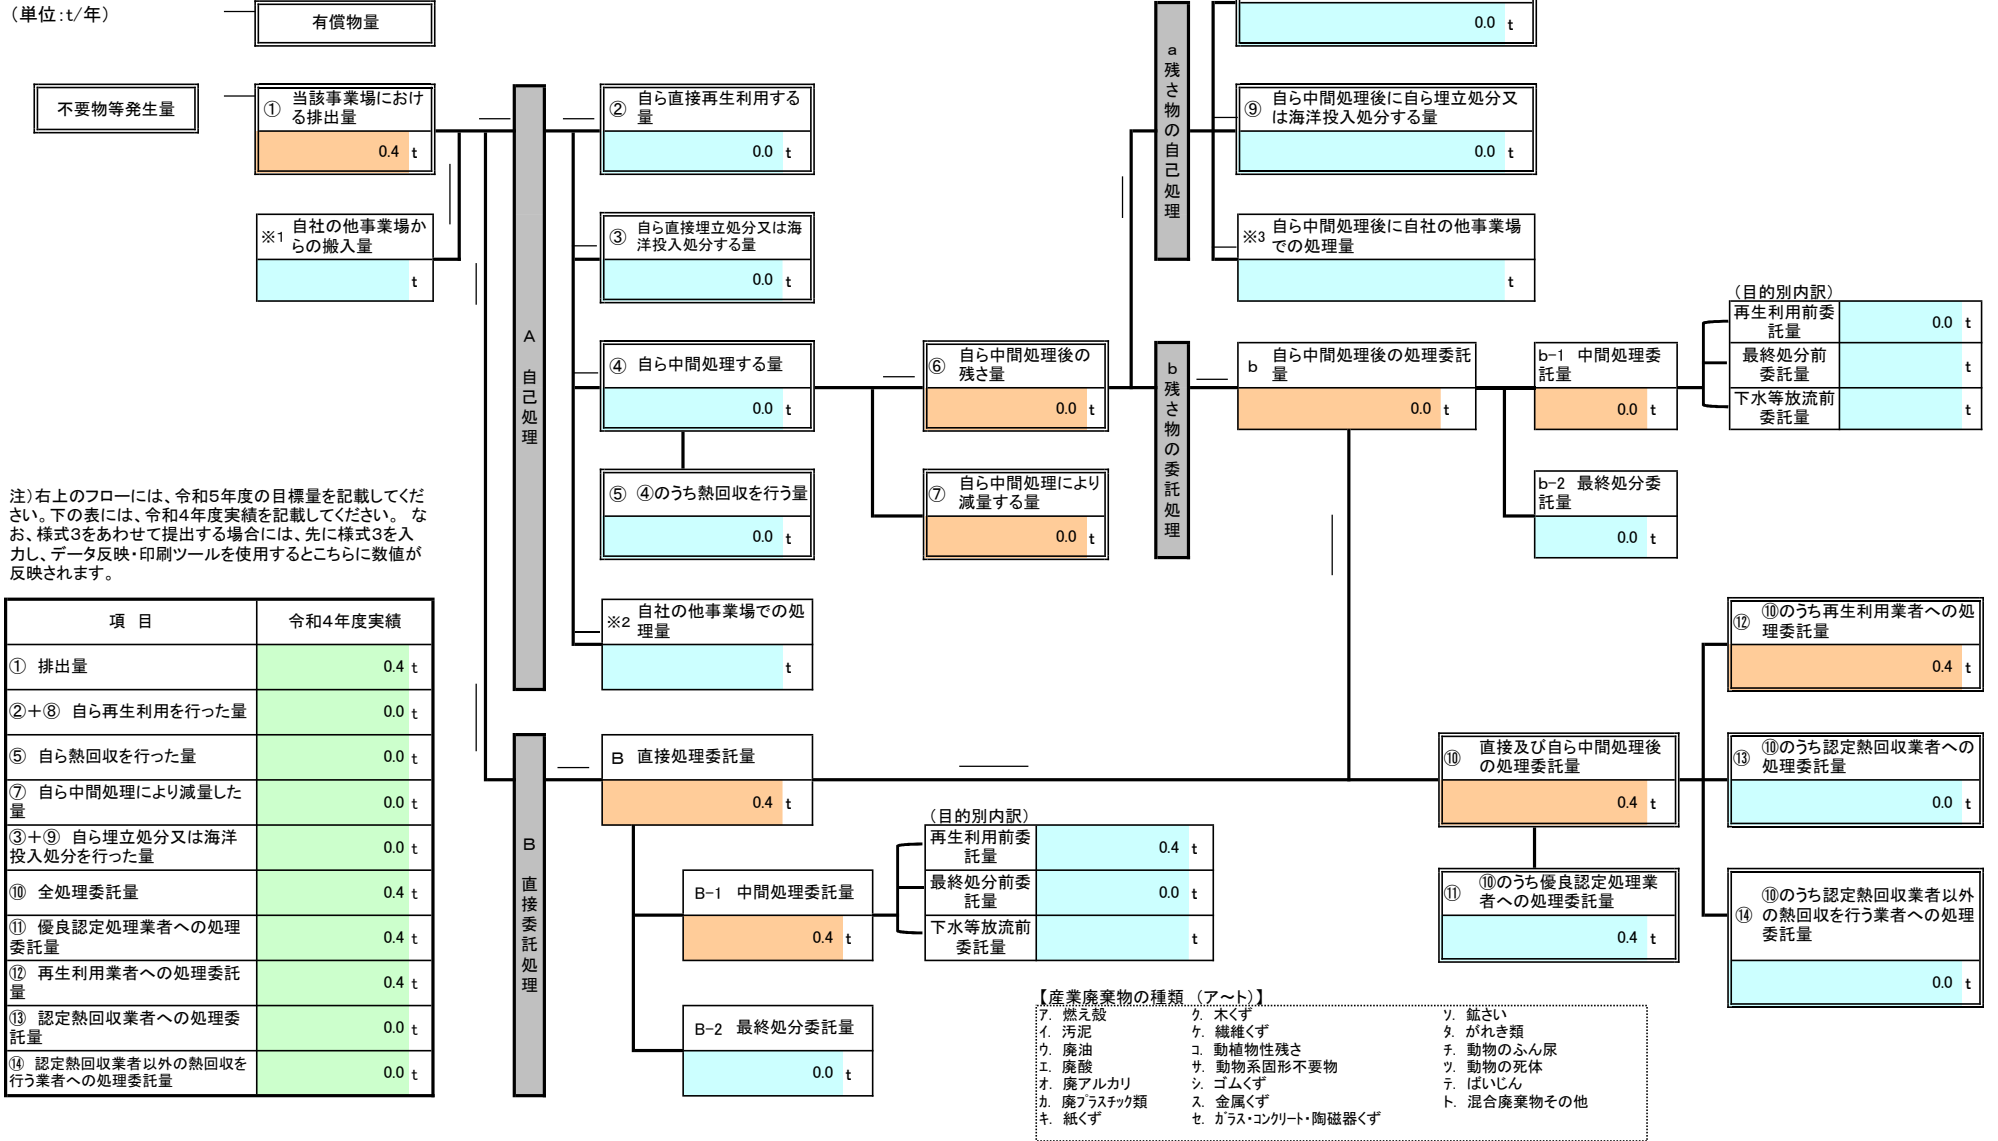 （単位：t/年）
有償物量
不要物等発生量
① 当該事業場におけ
る排出量
0.4 t
※1 自社の他事業場か
らの搬入量
t
A 自己処理
② 自ら直接再生利用する
量
0.0 t
③ 自ら直接埋立処分又は海
洋投入処分する量
0.0 t
④ 自ら中間処理する量
0.0 t
⑤ ④のうち熱回収を行う量
0.0 t
※2 自社の他事業場での処
理量
t
⑥ 自ら中間処理後の
残さ量
0.0 t
⑦ 自ら中間処理により
減量する量
0.0 t
a 残さ物の自己処理
0.0 t
⑨ 自ら中間処理後に自ら埋立処分又
は海洋投入処分する量
0.0 t
※3 自ら中間処理後に自社の他事業場
での処理量
t
b 残さ物の委託処理
b 自ら中間処理後の処理委託
量
0.0 t
b-1 中間処理委
託量
0.0 t
b-2 最終処分委
託量
0.0 t
（目的別内訳）
再生利用前委
託量
0.0 t
最終処分前
委託量
t
下水等放流前
委託量
t
注）右上のフローには、令和5年度の目標量を記載してくだ
さい。下の表には、令和4年度実績を記載してください。 な
お、様式3をあわせて提出する場合には、先に様式3を入
力し、データ反映・印刷ツールを使用するとこちらに数値が
反映されます。
項 目 令和4年度実績
① 排出量 0.4 t
②＋⑧ 自ら再生利用を行った量 0.0 t
⑤ 自ら熱回収を行った量 0.0 t
⑦ 自ら中間処理により減量した
量 0.0 t
③＋⑨ 自ら埋立処分又は海洋
投入処分を行った量 0.0 t
⑩ 全処理委託量 0.4 t
⑪ 優良認定処理業者への処理
委託量 0.4 t
⑫ 再生利用業者への処理委託
量 0.4 t
⑬ 認定熱回収業者への処理委
託量 0.0 t
⑭ 認定熱回収業者以外の熱回収を
行う業者への処理委託量 0.0 t
B 直接委託処理
B 直接処理委託量
0.4 t
B-1 中間処理委託量
0.4 t
B-2 最終処分委託量
0.0 t
（目的別内訳）
再生利用前委
託量
0.4 t
最終処分前委
託量
0.0 t
下水等放流前
委託量
t
⑩ 直接及び自ら中間処理後
の処理委託量
0.4 t
⑪ ⑩のうち優良認定処理業
者への処理委託量
0.4 t
⑫ ⑩のうち再生利用業者への処
理委託量
0.4 t
⑬ ⑩のうち認定熱回収業者への
処理委託量
0.0 t
⑭ ⑩のうち認定熱回収業者以外
の熱回収を行う業者への処理
委託量
0.0 t
【産業廃棄物の種類 （ア～ト）】
ア. 燃え殻 ク. 木くず ソ. 鉱さい
イ. 汚泥 ケ. 繊維くず タ. がれき類
ウ. 廃油 コ. 動植物性残さ チ. 動物のふん尿
エ. 廃酸 サ. 動物系固形不要物 ツ. 動物の死体
オ. 廃アルカリ シ. ゴムくず テ. ばいじん
カ. 廃プラスチック類 ス. 金属くず ト. 混合廃棄物その他
キ. 紙くず セ. ガラス・コンクリート・陶磁器くず